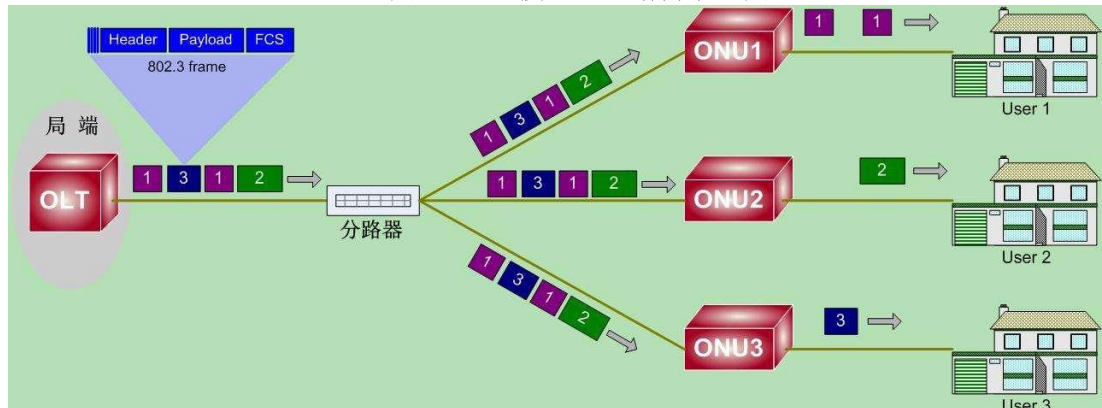 Header Payload FCS
802.3 frame
局 端
OLT
1 3 1 2
分路器
1 3 1 2
ONU1
1 1
User 1
1 3 1 2
ONU2
2
User 2
1 3 1 2
ONU3
3
User 3